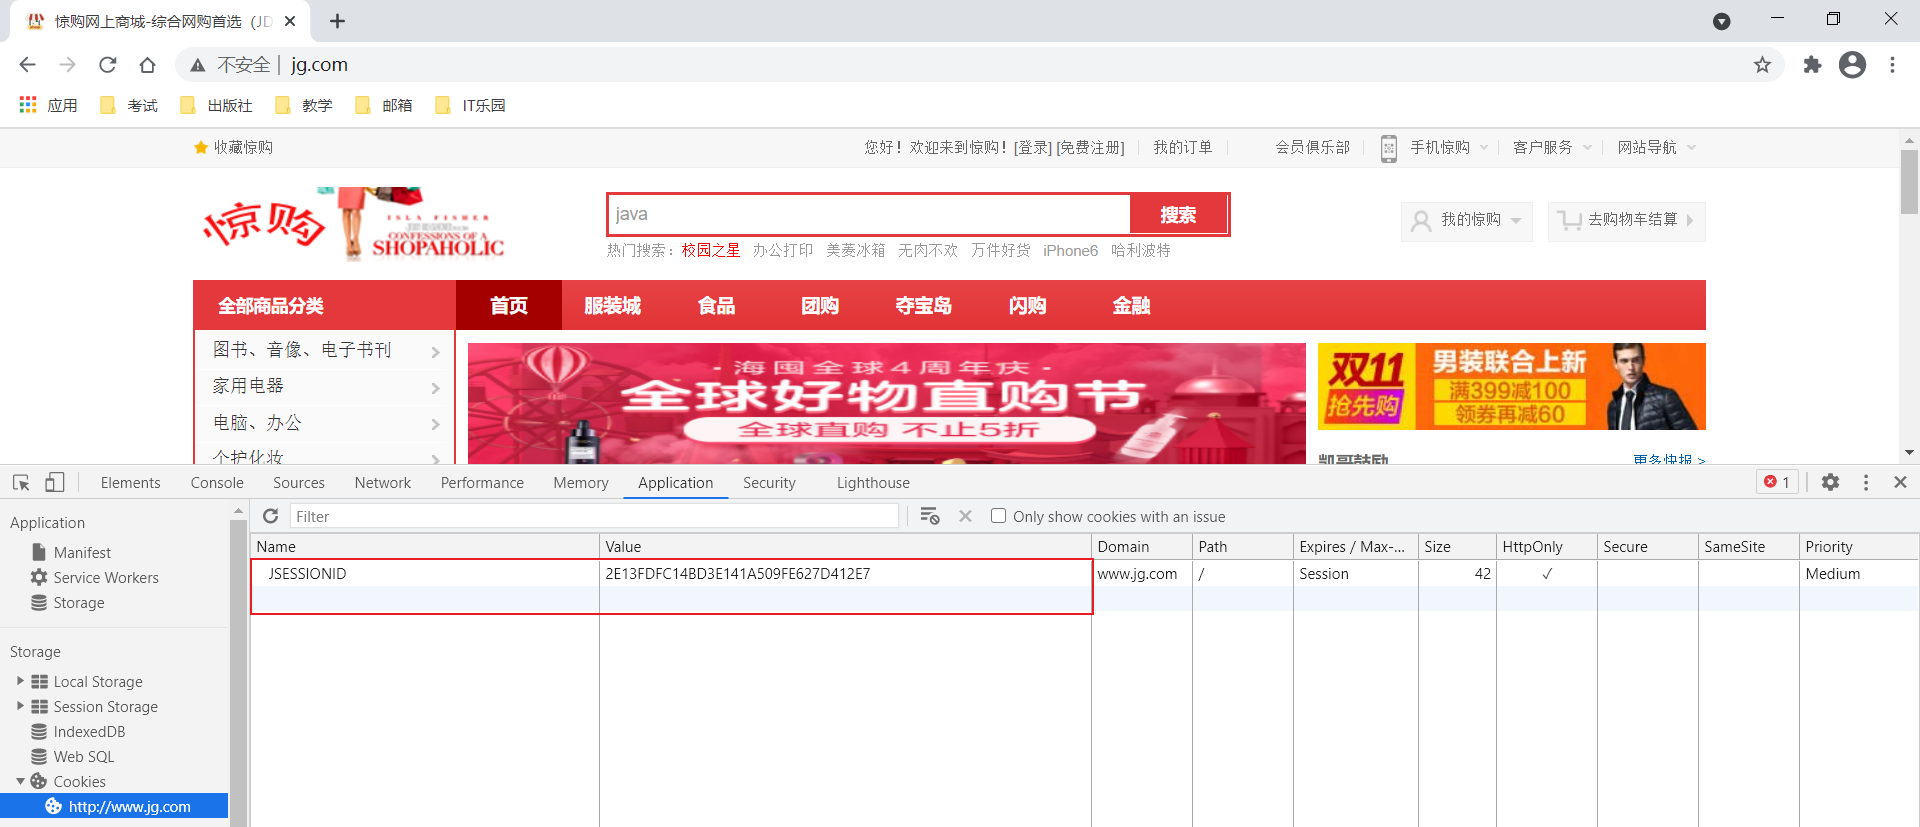 惊购网上商城-综合网购首选 (JD
不安全 | jg.com
应用 考试 出版社 教学 邮箱 IT乐园
收藏惊购 您好！欢迎来到惊购！[登录] [免费注册] 我的订单 会员俱乐部 手机惊购 客户服务 网站导航
惊购
ISLA FISHER
CONFESSIONS OF A
SHOPAHOLIC
java 搜索
我的惊购 去购物车结算
热门搜索：校园之星 办公打印 美菱冰箱 无肉不欢 万件好货 iPhone6 哈利波特
全部商品分类 首页 服装城 食品 团购 夺宝岛 闪购 金融
图书、音像、电子书刊
家用电器
电脑、办公
个护化妆
·海囤全球4周年庆·
全球好物直购节
全球直购 不止5折
双11
抢先购
男装联合上新
满399减100
领券再减60
凯哥鼓励 更多快报 >
Elements Console Sources Network Performance Memory Application Security Lighthouse 1
Application
Manifest
Service Workers
Storage
Storage
Local Storage
Session Storage
IndexedDB
Web SQL
Cookies
http://www.jg.com
Filter Only show cookies with an issue
Name Value Domain Path Expires / Max-... Size HttpOnly Secure SameSite Priority
JSESSIONID 2E13FDFC14BD3E141A509FE627D412E7 www.jg.com / Session 42 ✓ Medium